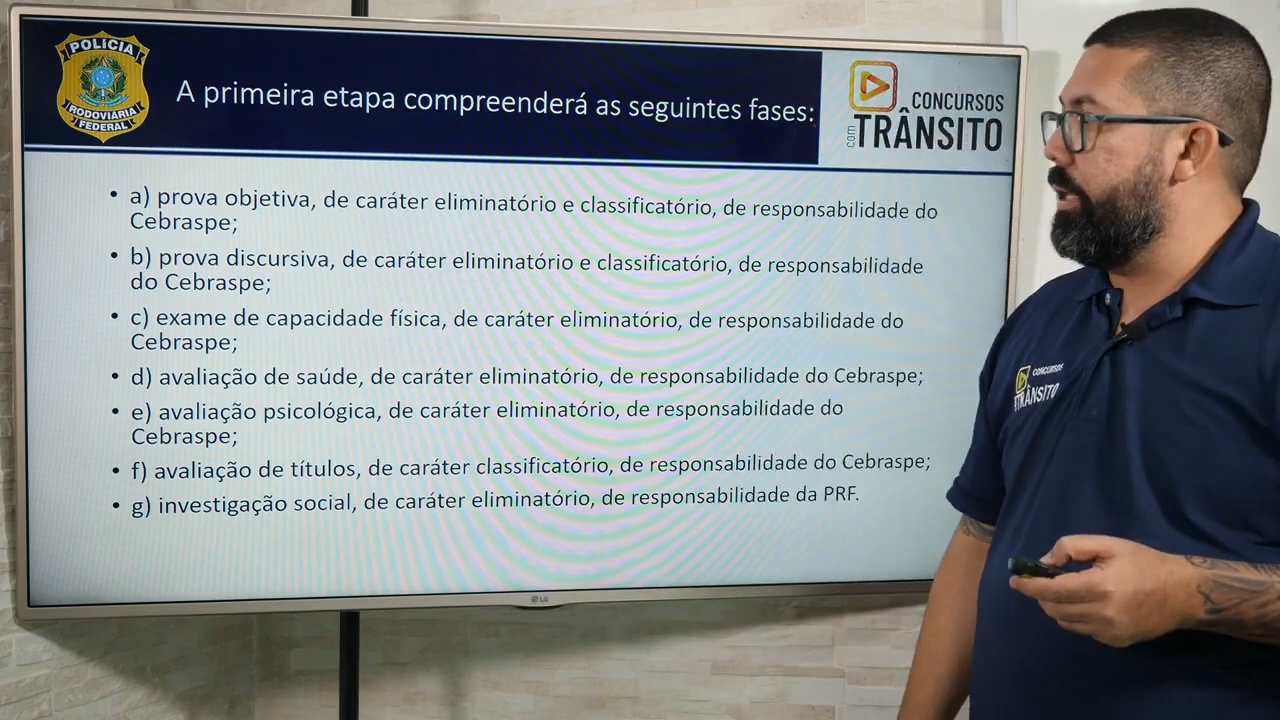 POLÍCIA
RODOVIÁRIA
FEDERAL
A primeira etapa compreenderá as seguintes fases:
CONCURSOS
com TRÂNSITO
• a) prova objetiva, de caráter eliminatório e classificatório, de responsabilidade do
Cebraspe;
• b) prova discursiva, de caráter eliminatório e classificatório, de responsabilidade
do Cebraspe;
• c) exame de capacidade física, de caráter eliminatório, de responsabilidade do
Cebraspe;
• d) avaliação de saúde, de caráter eliminatório, de responsabilidade do Cebraspe;
• e) avaliação psicológica, de caráter eliminatório, de responsabilidade do
Cebraspe;
• f) avaliação de títulos, de caráter classificatório, de responsabilidade do Cebraspe;
• g) investigação social, de caráter eliminatório, de responsabilidade da PRF.
LG
CONCURSOS
TRÂNSITO